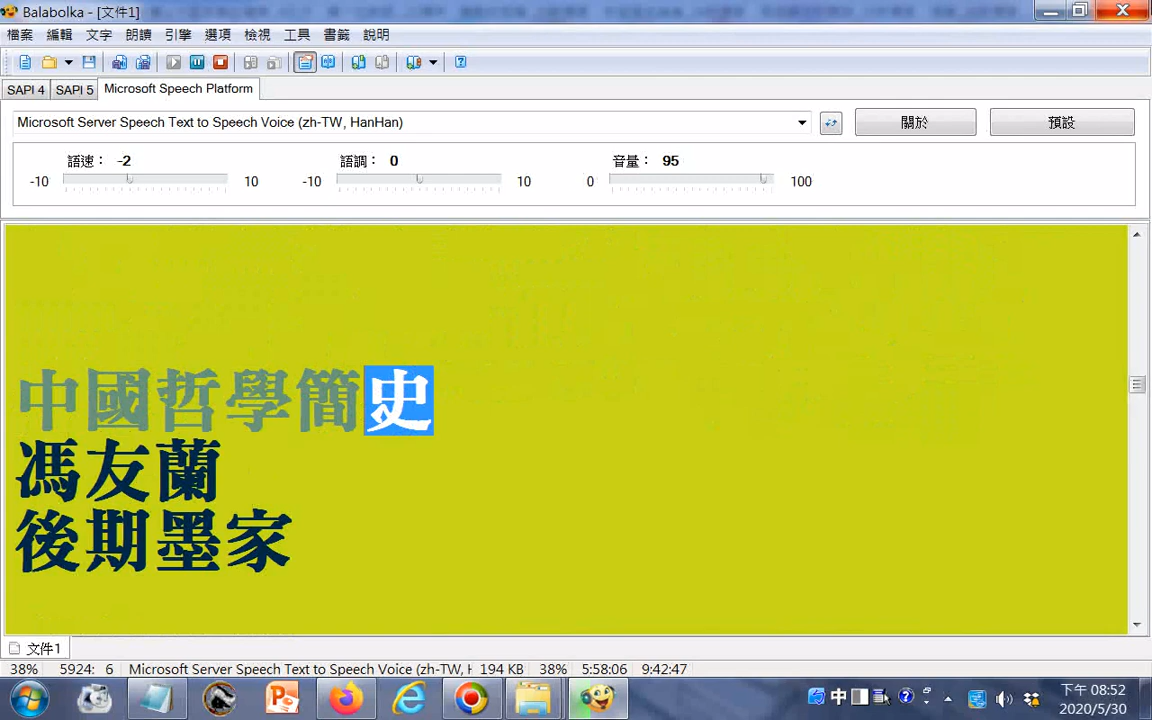 Balabolka - [文件1]
檔案 編輯 文字 朗讀 引擎 選項 檢視 工具 書籤 說明
SAPI 4 SAPI 5 Microsoft Speech Platform
Microsoft Server Speech Text to Speech Voice (zh-TW, HanHan) 關於 預設
語速： -2 語調： 0 音量： 95
-10 10 -10 10 0 100
中國哲學簡史
馮友蘭
後期墨家
文件1
38% 5924: 6 Microsoft Server Speech Text to Speech Voice (zh-TW, H 194 KB 38% 5:58:06 9:42:47
中 下午 08:52
2020/5/30